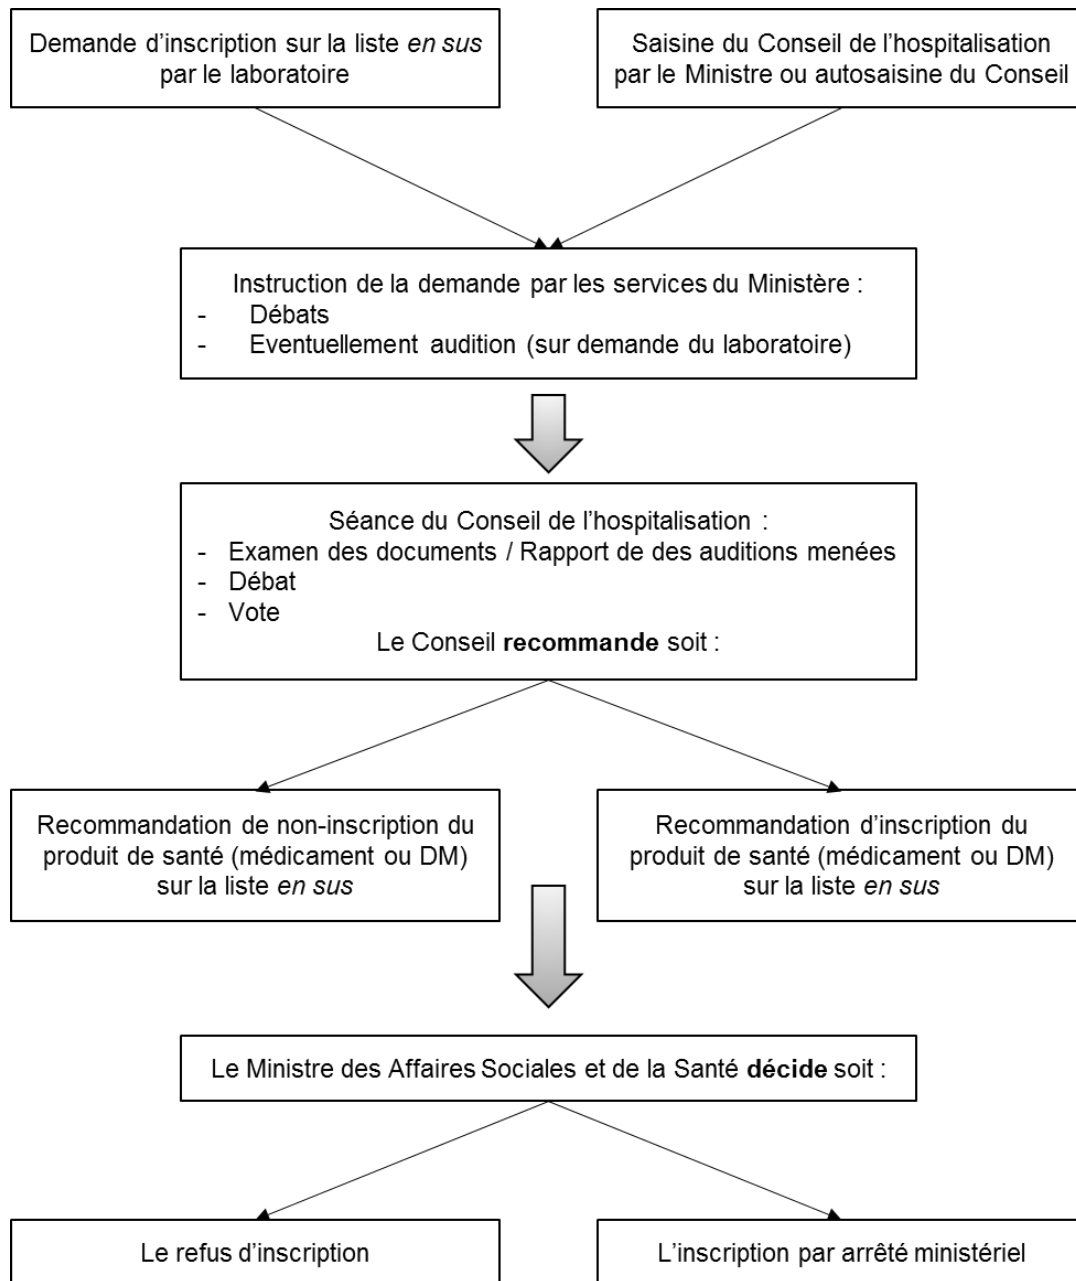 Demande d'inscription sur la liste en sus
par le laboratoire
Saisine du Conseil de l'hospitalisation
par le Ministre ou autosaisine du Conseil
Instruction de la demande par les services du Ministère :
- Débats
- Eventuellement audition (sur demande du laboratoire)
Séance du Conseil de l'hospitalisation :
- Examen des documents / Rapport de des auditions menées
- Débat
- Vote
Le Conseil recommande soit :
Recommandation de non-inscription du
produit de santé (médicament ou DM)
sur la liste en sus
Recommandation d'inscription du
produit de santé (médicament ou DM)
sur la liste en sus
Le Ministre des Affaires Sociales et de la Santé décide soit :
Le refus d'inscription
L'inscription par arrêté ministériel